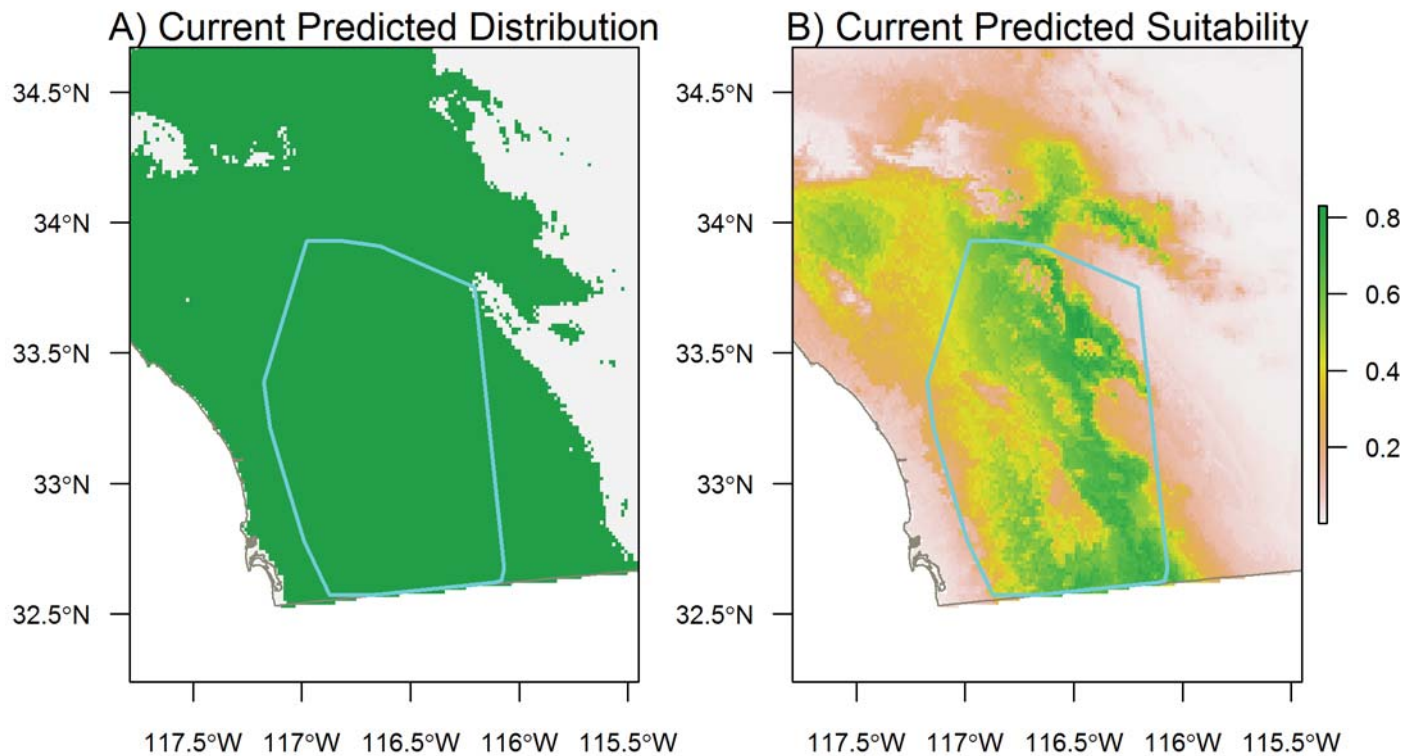 A) Current Predicted Distribution
34.5°N
34°N
33.5°N
33°N
32.5°N
117.5°W 117°W 116.5°W 116°W 115.5°W
B) Current Predicted Suitability
34.5°N
34°N
33.5°N
33°N
32.5°N
117.5°W 117°W 116.5°W 116°W 115.5°W
0.8
0.6
0.4
0.2